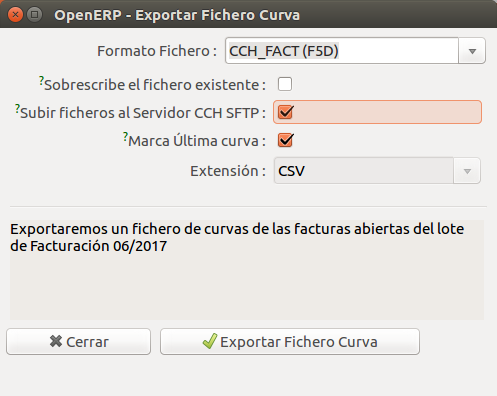 OpenERP - Exportar Fichero Curva
Formato Fichero : CCH_FACT (F5D)
?Sobrescribe el fichero existente :
?Subir ficheros al Servidor CCH SFTP :
?Marca Última curva :
Extensión : CSV
Exportaremos un fichero de curvas de las facturas abiertas del lote
de Facturación 06/2017
Cerrar Exportar Fichero Curva